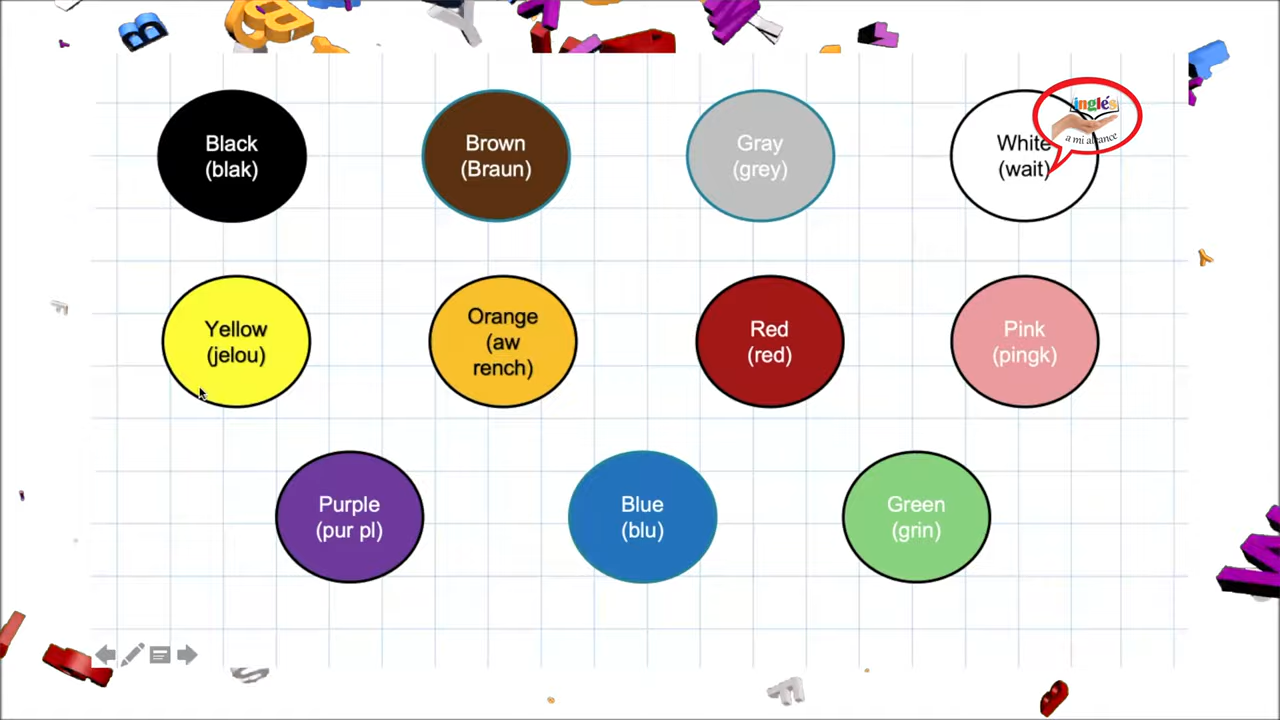 Black
(blak)
Brown
(Braun)
Gray
(grey)
White
(wait)
inglés
a mi alcance
Yellow
(jelou)
Orange
(aw
rench)
Red
(red)
Pink
(pingk)
Purple
(pur pl)
Blue
(blu)
Green
(grin)